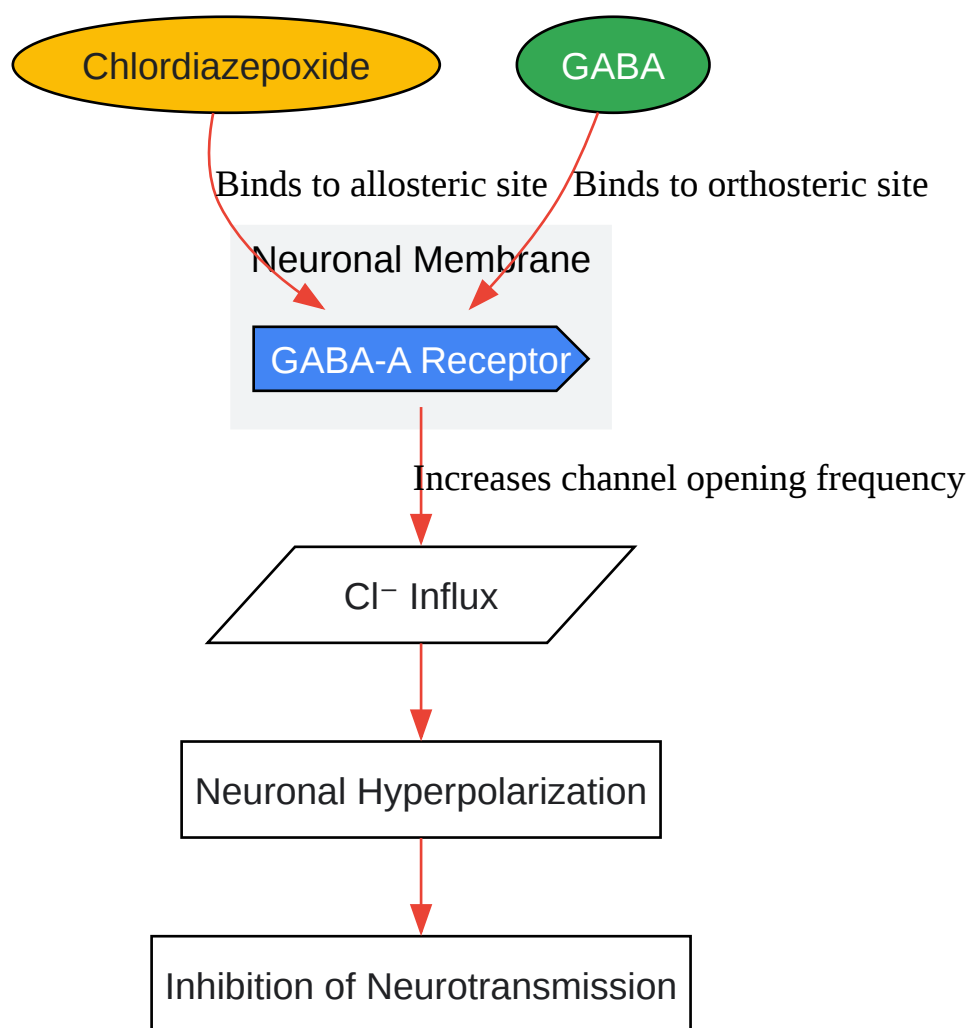 Chlordiazepoxide
GABA
Binds to allosteric site
Binds to orthosteric site
Neuronal Membrane
GABA-A Receptor
Increases channel opening frequency
Cl⁻ Influx
Neuronal Hyperpolarization
Inhibition of Neurotransmission